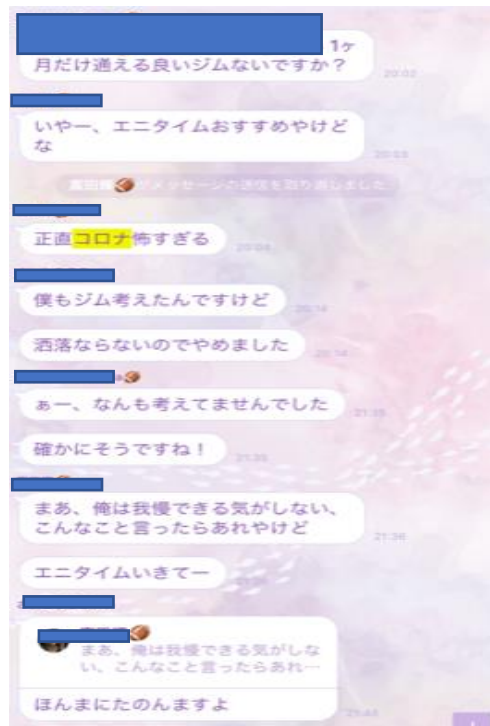 1ヶ
月だけ通える良いジムないですか？
20:02
いやー、エニタイムおすすめやけど
な
20:03
がメッセージの送信を取り消しました
正直コロナ怖すぎる
20:04
僕もジム考えたんですけど
20:14
洒落ならないのでやめました
20:14
ぁー、なんも考えてませんでした
21:35
確かにそうですね！
21:35
まあ、俺は我慢できる気がしない、
こんなこと言ったらあれやけど
21:36
エニタイムいきてー
まあ、俺は我慢できる気がしな
い、こんなこと言ったらあれ…
ほんまにたのんますよ
21:44